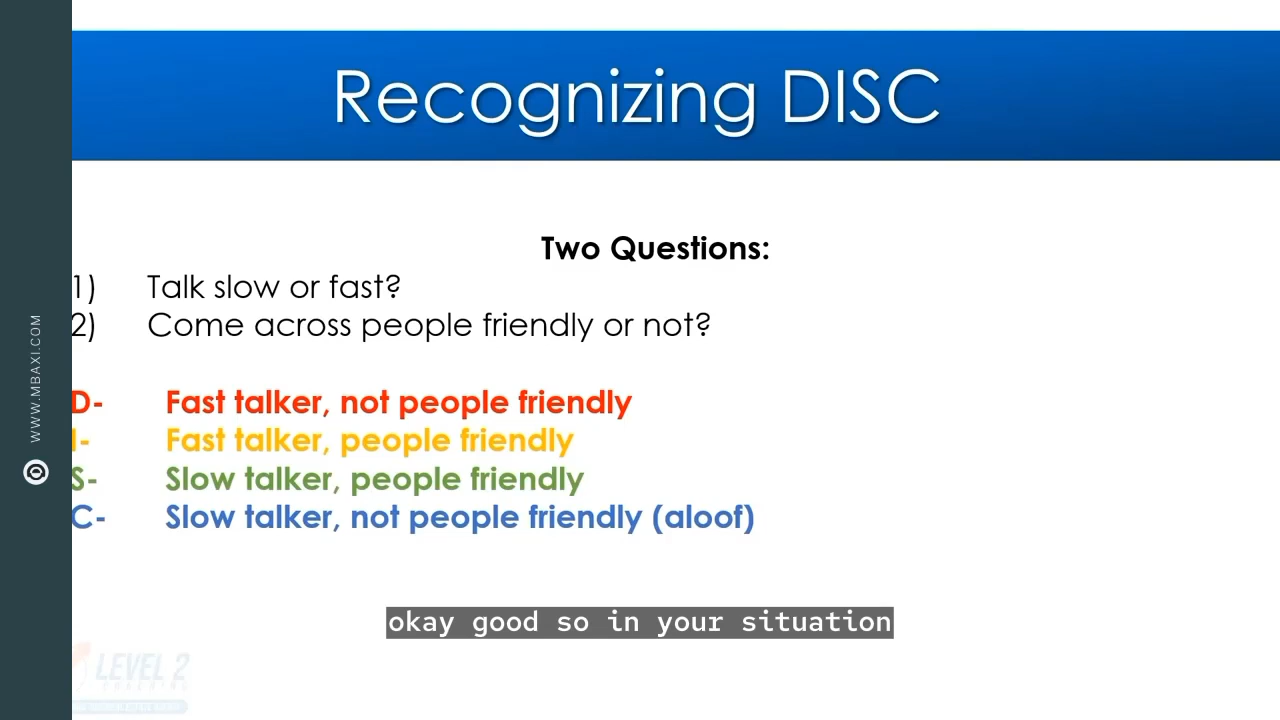 Recognizing DISC
Two Questions:
1) Talk slow or fast?
2) Come across people friendly or not?
D- Fast talker, not people friendly
I- Fast talker, people friendly
S- Slow talker, people friendly
C- Slow talker, not people friendly (aloof)
okay good so in your situation
WWW.MBAXI.COM
LEVEL 2